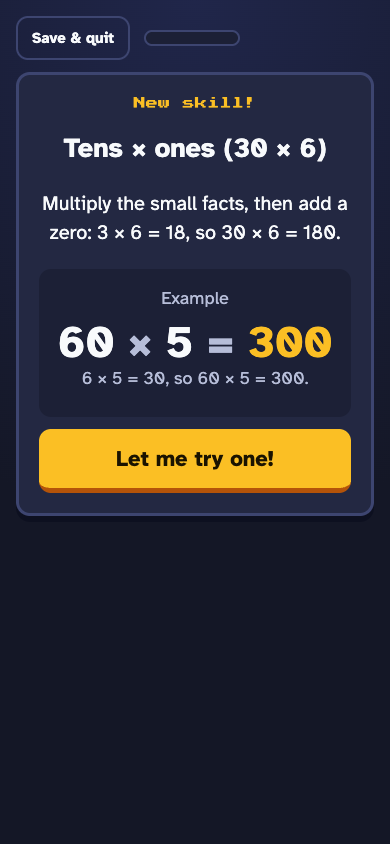 Save & quit
New skill!
Tens × ones (30 × 6)
Multiply the small facts, then add a
zero: 3 × 6 = 18, so 30 × 6 = 180.
Example
60 × 5 = 300
6 × 5 = 30, so 60 × 5 = 300.
Let me try one!